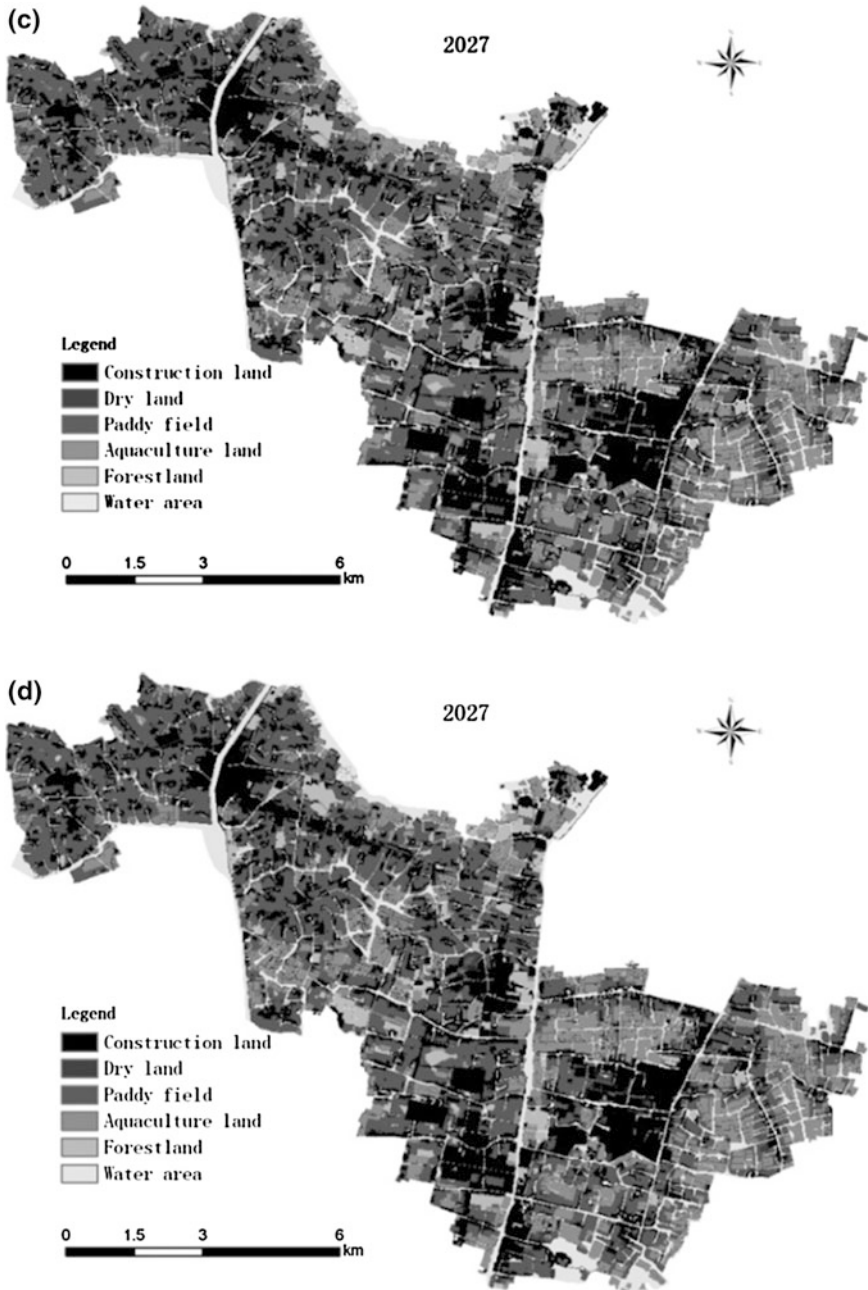 (c)
2027
Legend
Construction land
Dry land
Paddy field
Aquaculture land
Forestland
Water area
0 1.5 3 6
km
(d)
2027
Legend
Construction land
Dry land
Paddy field
Aquaculture land
Forestland
Water area
0 1.5 3 6
km